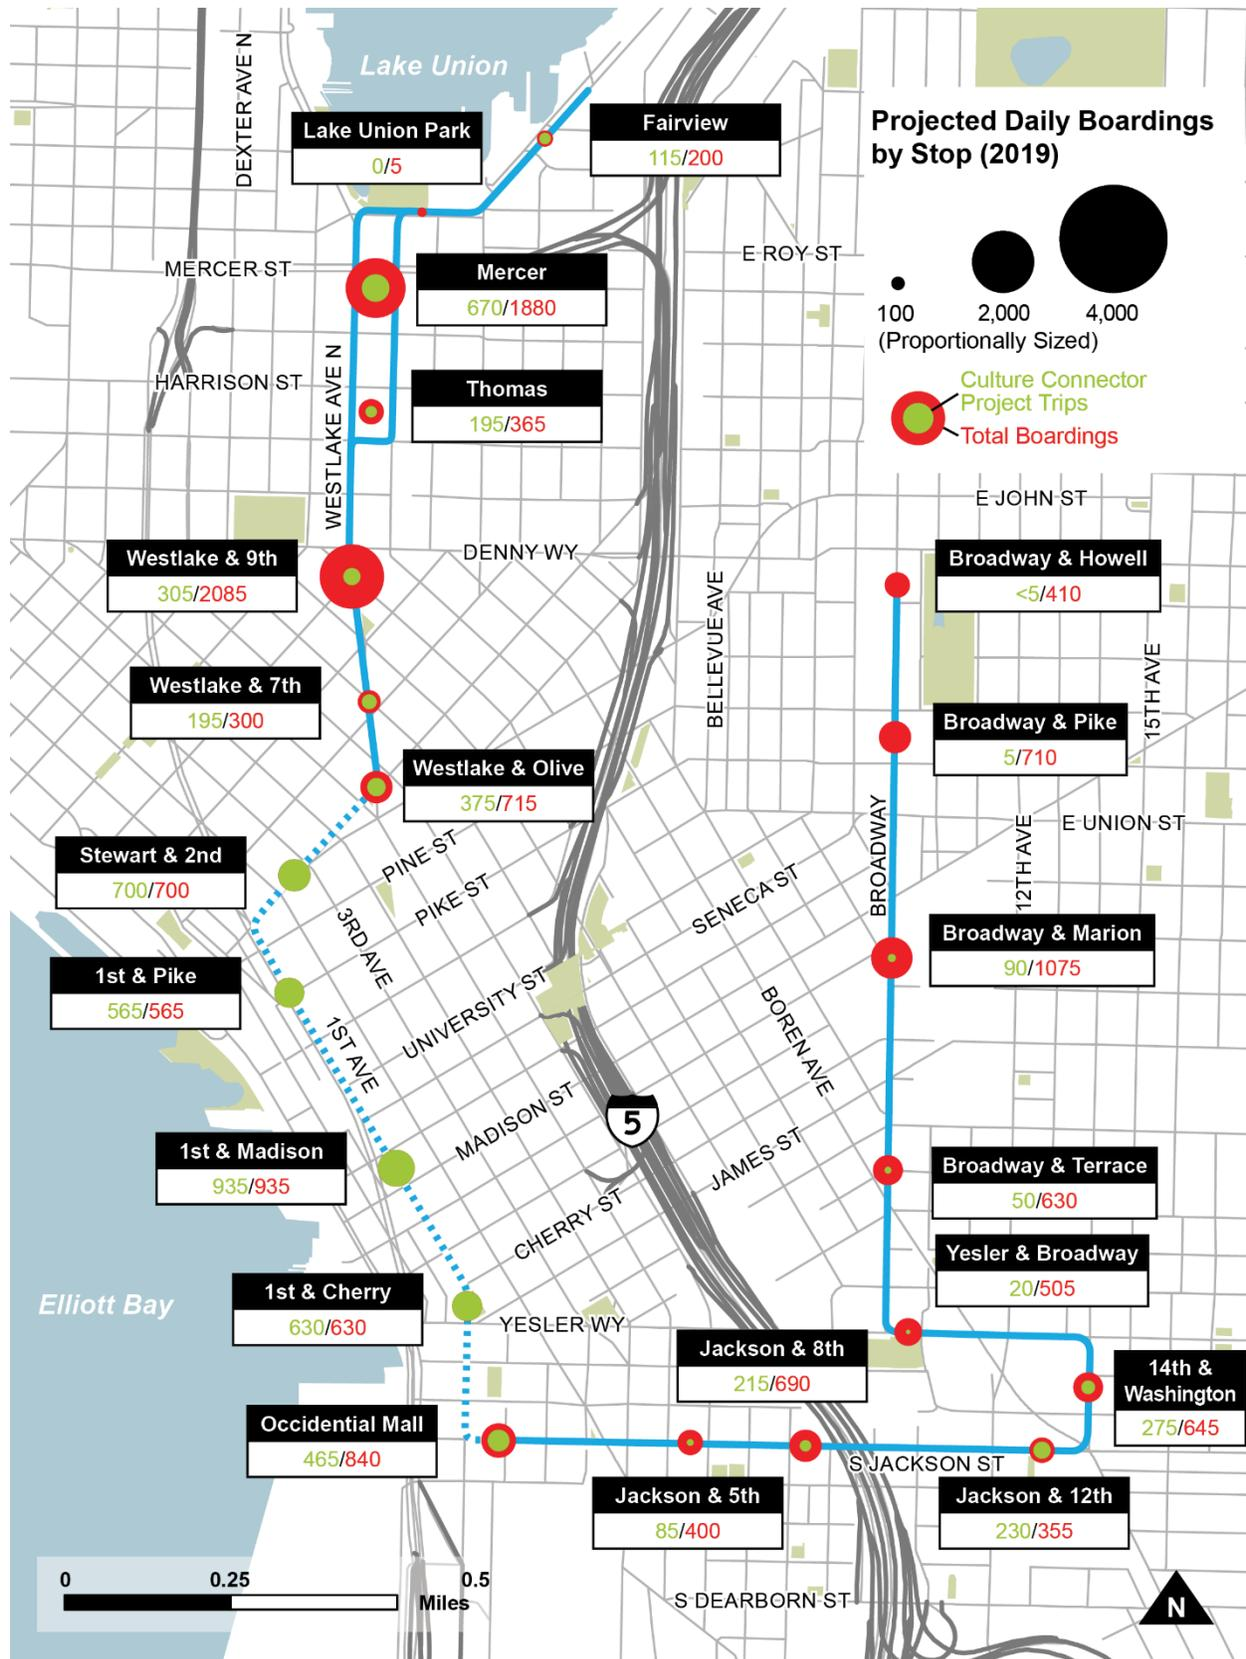 Lake Union
DEXTER AVE N
Lake Union Park
0/5
Fairview
115/200
Projected Daily Boardings
by Stop (2019)
100
2,000
4,000
(Proportionally Sized)
Culture Connector
Project Trips
Total Boardings
MERCER ST
Mercer
670/1880
E ROY ST
HARRISON ST
Thomas
195/365
WESTLAKE AVE N
E JOHN ST
Westlake & 9th
305/2085
DENNY WY
Broadway & Howell
<5/410
BELLEVUE AVE
15TH AVE
Westlake & 7th
195/300
Broadway & Pike
5/710
Westlake & Olive
375/715
Stewart & 2nd
700/700
PINE ST
PIKE ST
3RD AVE
SENECA ST
BROADWAY
12TH AVE
E UNION ST
Broadway & Marion
90/1075
1st & Pike
565/565
1ST AVE
UNIVERSITY ST
BOREN AVE
MADISON ST
5
JAMES ST
1st & Madison
935/935
CHERRY ST
Broadway & Terrace
50/630
Yesler & Broadway
20/505
Elliott Bay
1st & Cherry
630/630
YESLER WY
Jackson & 8th
215/690
14th &
Washington
275/645
Occidential Mall
465/840
S JACKSON ST
Jackson & 5th
85/400
Jackson & 12th
230/355
0
0.25
0.5
Miles
S DEARBORN ST
N